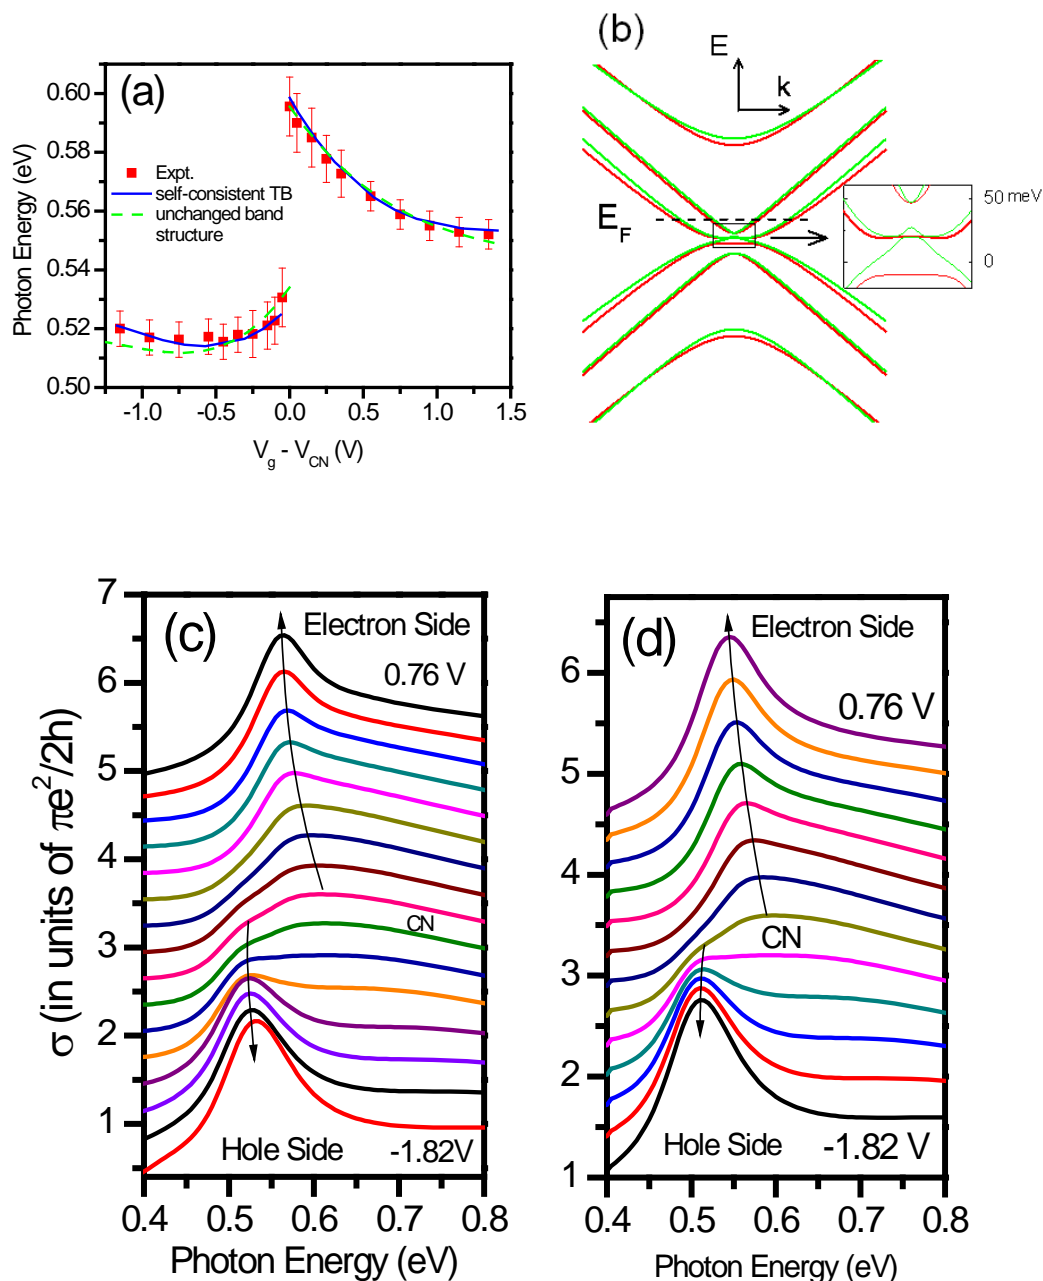 (a)
0.60
0.58
0.56
0.54
0.52
0.50
Photon Energy (eV)
Expt.
self-consistent TB
unchanged band
structure
-1.0 -0.5 0.0 0.5 1.0 1.5
V_g - V_CN (V)
(b)
E
k
E_F
50 meV
0
(c)
7
6
5
4
3
2
1
σ (in units of πe²/2h)
Electron Side
0.76 V
CN
Hole Side -1.82V
0.4 0.5 0.6 0.7 0.8
Photon Energy (eV)
(d)
6
5
4
3
2
1
Electron Side
0.76 V
CN
Hole Side -1.82 V
0.4 0.5 0.6 0.7 0.8
Photon Energy (eV)